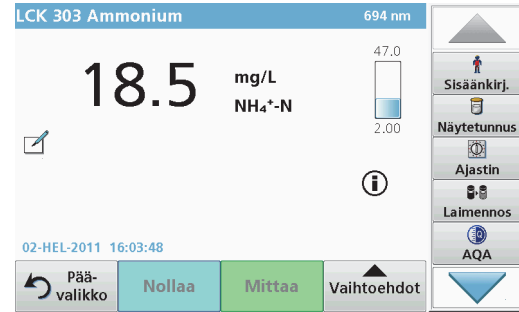 LCK 303 Ammonium 694 nm
47.0
18.5 mg/L
NH₄⁺-N
2.00
02-HEL-2011 16:03:48
Pää-
valikko
Nollaa
Mittaa
Vaihtoehdot
Sisäänkirj.
Näytetunnus
Ajastin
Laimennos
AQA